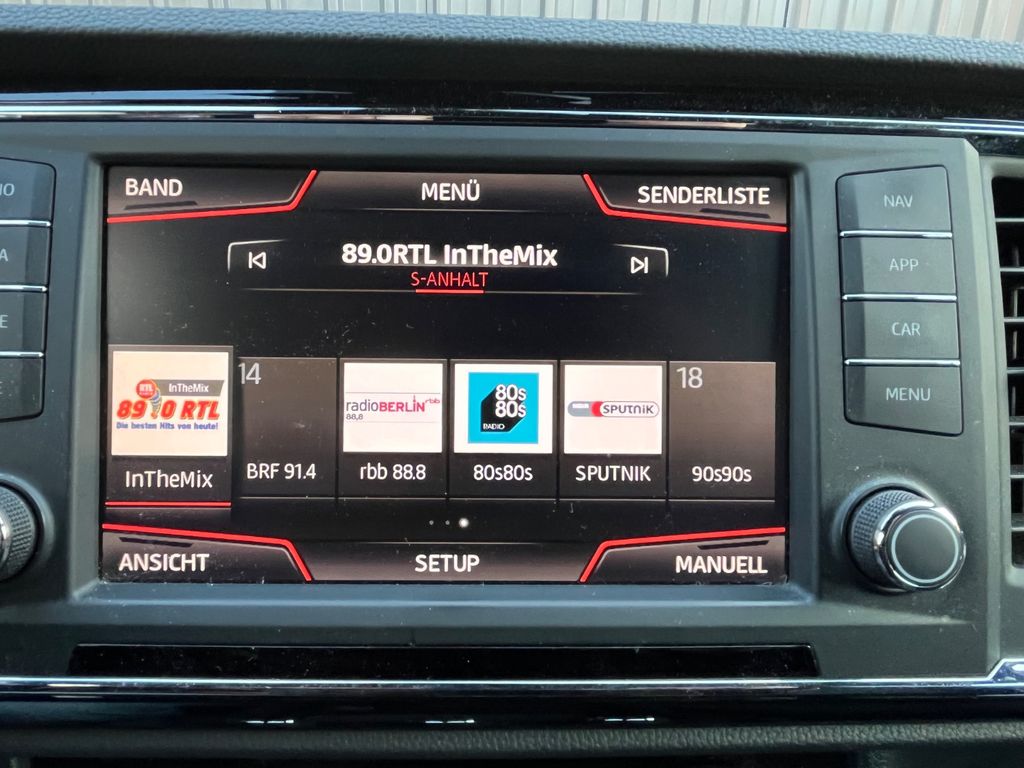 BAND
MENÜ
SENDERLISTE
89.0RTL InTheMix
S-ANHALT
RTL InTheMix
89.0 RTL
Die besten Hits von heute!
InTheMix
14
BRF 91.4
radioBERLIN rbb
88,8
rbb 88.8
80s
80s
RADIO
80s80s
SPUTNIK
SPUTNIK
18
90s90s
ANSICHT
SETUP
MANUELL
NAV
APP
CAR
MENU